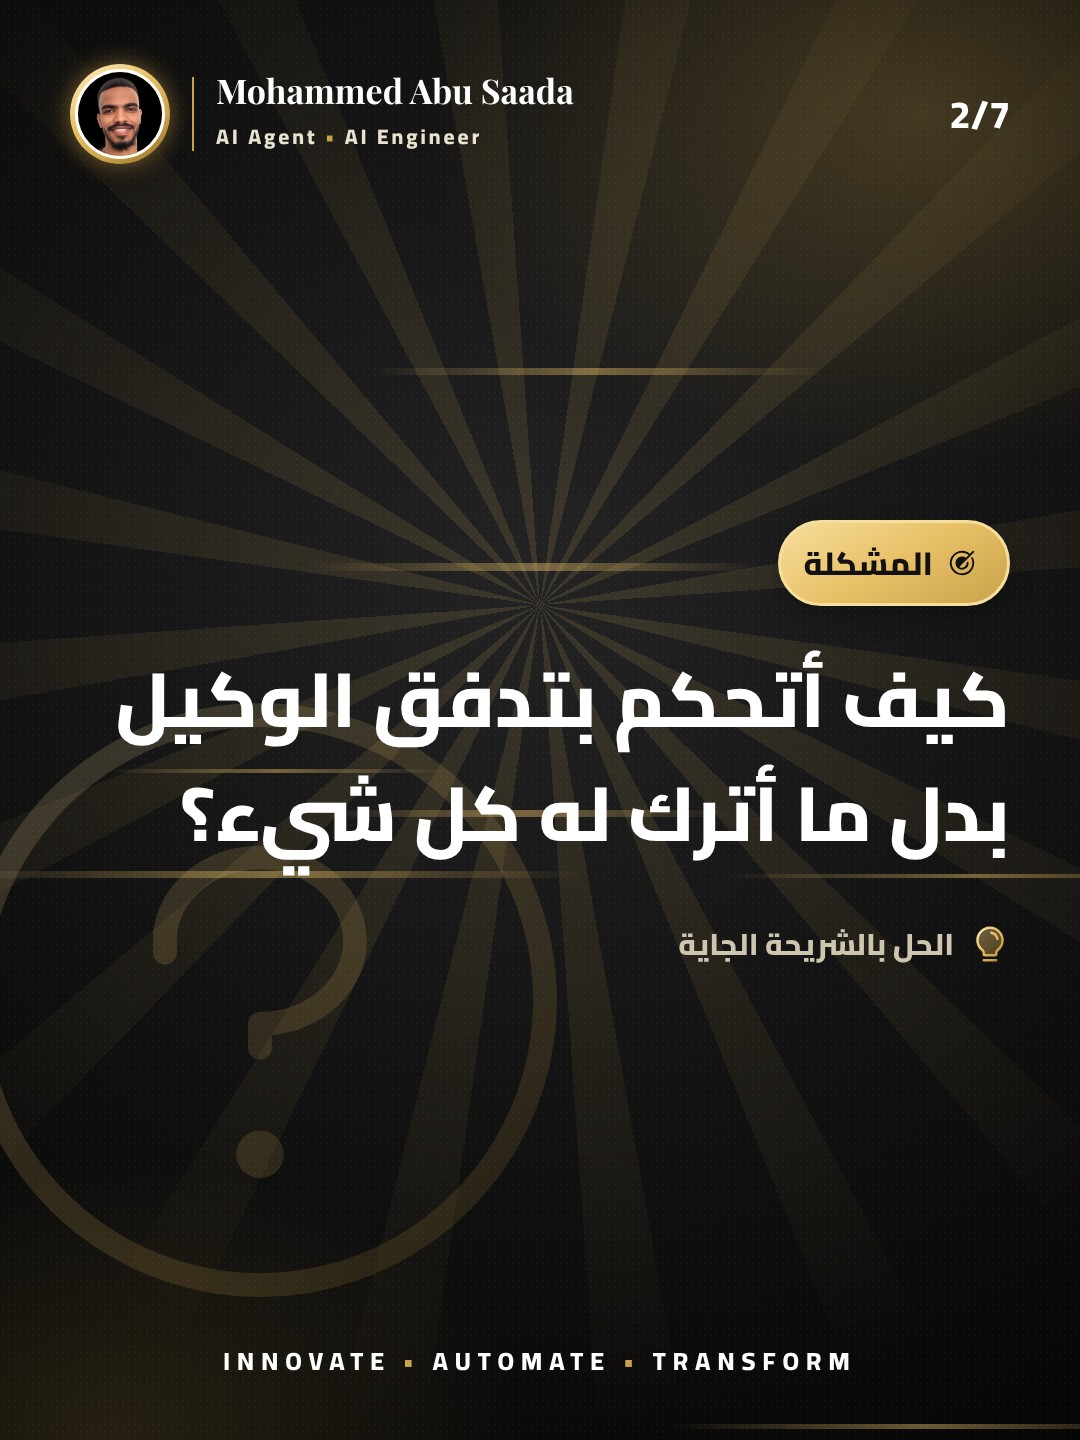 Mohammed Abu Saada
AI Agent ▪ AI Engineer
2/7
المشكلة
كيف أتحكم بتدفق الوكيل
بدل ما أترك له كل شيء؟
الحل بالشريحة الجاية
INNOVATE ▪ AUTOMATE ▪ TRANSFORM